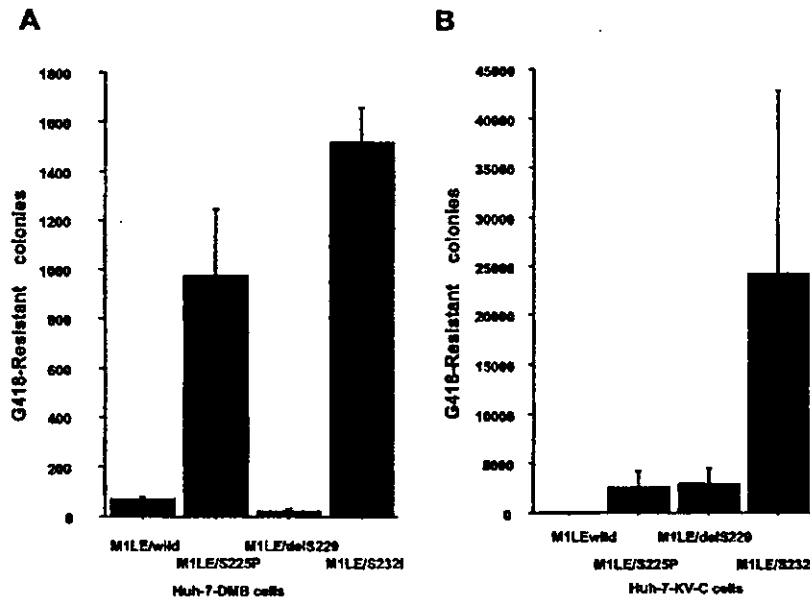 A
G418-Resistant colonies
1800
1600
1400
1200
1000
800
600
400
200
0
M1LE/wild
M1LE/S225P
M1LE/delS229
M1LE/S232I
Huh-7-DMB cells
B
G418-Resistant colonies
45000
40000
35000
30000
25000
20000
15000
10000
5000
0
M1LEwild
M1LE/S225P
M1LE/delS229
M1LE/S232
Huh-7-KV-C cells